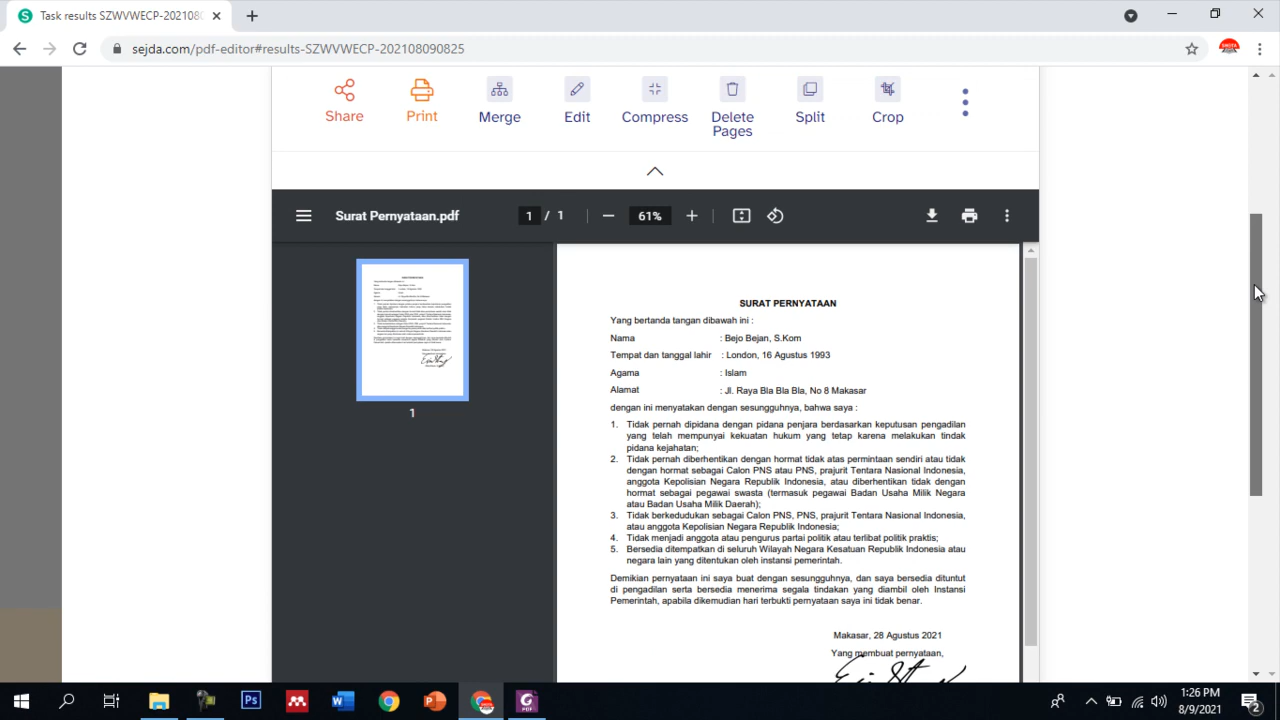 Task results SZWVWECP-2021080
sejda.com/pdf-editor#results-SZWVWECP-202108090825
Share
Print
Merge
Edit
Compress
Delete Pages
Split
Crop
Surat Pernyataan.pdf
1 / 1
61%
1
SURAT PERNYATAAN
Yang bertanda tangan dibawah ini :
Nama : Bejo Bejan, S.Kom
Tempat dan tanggal lahir : London, 16 Agustus 1993
Agama : Islam
Alamat : Jl. Raya Bla Bla Bla, No 8 Makasar
dengan ini menyatakan dengan sesungguhnya, bahwa saya :
1. Tidak pernah dipidana dengan pidana penjara berdasarkan keputusan pengadilan
yang telah mempunyai kekuatan hukum yang tetap karena melakukan tindak
pidana kejahatan;
2. Tidak pernah diberhentikan dengan hormat tidak atas permintaan sendiri atau tidak
dengan hormat sebagai Calon PNS atau PNS, prajurit Tentara Nasional Indonesia,
anggota Kepolisian Negara Republik Indonesia, atau diberhentikan tidak dengan
hormat sebagai pegawai swasta (termasuk pegawai Badan Usaha Milik Negara
atau Badan Usaha Milik Daerah);
3. Tidak berkedudukan sebagai Calon PNS, PNS, prajurit Tentara Nasional Indonesia,
atau anggota Kepolisian Negara Republik Indonesia;
4. Tidak menjadi anggota atau pengurus partai politik atau terlibat politik praktis;
5. Bersedia ditempatkan di seluruh Wilayah Negara Kesatuan Republik Indonesia atau
negara lain yang ditentukan oleh instansi pemerintah.
Demikian pernyataan ini saya buat dengan sesungguhnya, dan saya bersedia dituntut
di pengadilan serta bersedia menerima segala tindakan yang diambil oleh Instansi
Pemerintah, apabila dikemudian hari terbukti pernyataan saya ini tidak benar.
Makasar, 28 Agustus 2021
Yang membuat pernyataan,
1:26 PM
8/9/2021
2